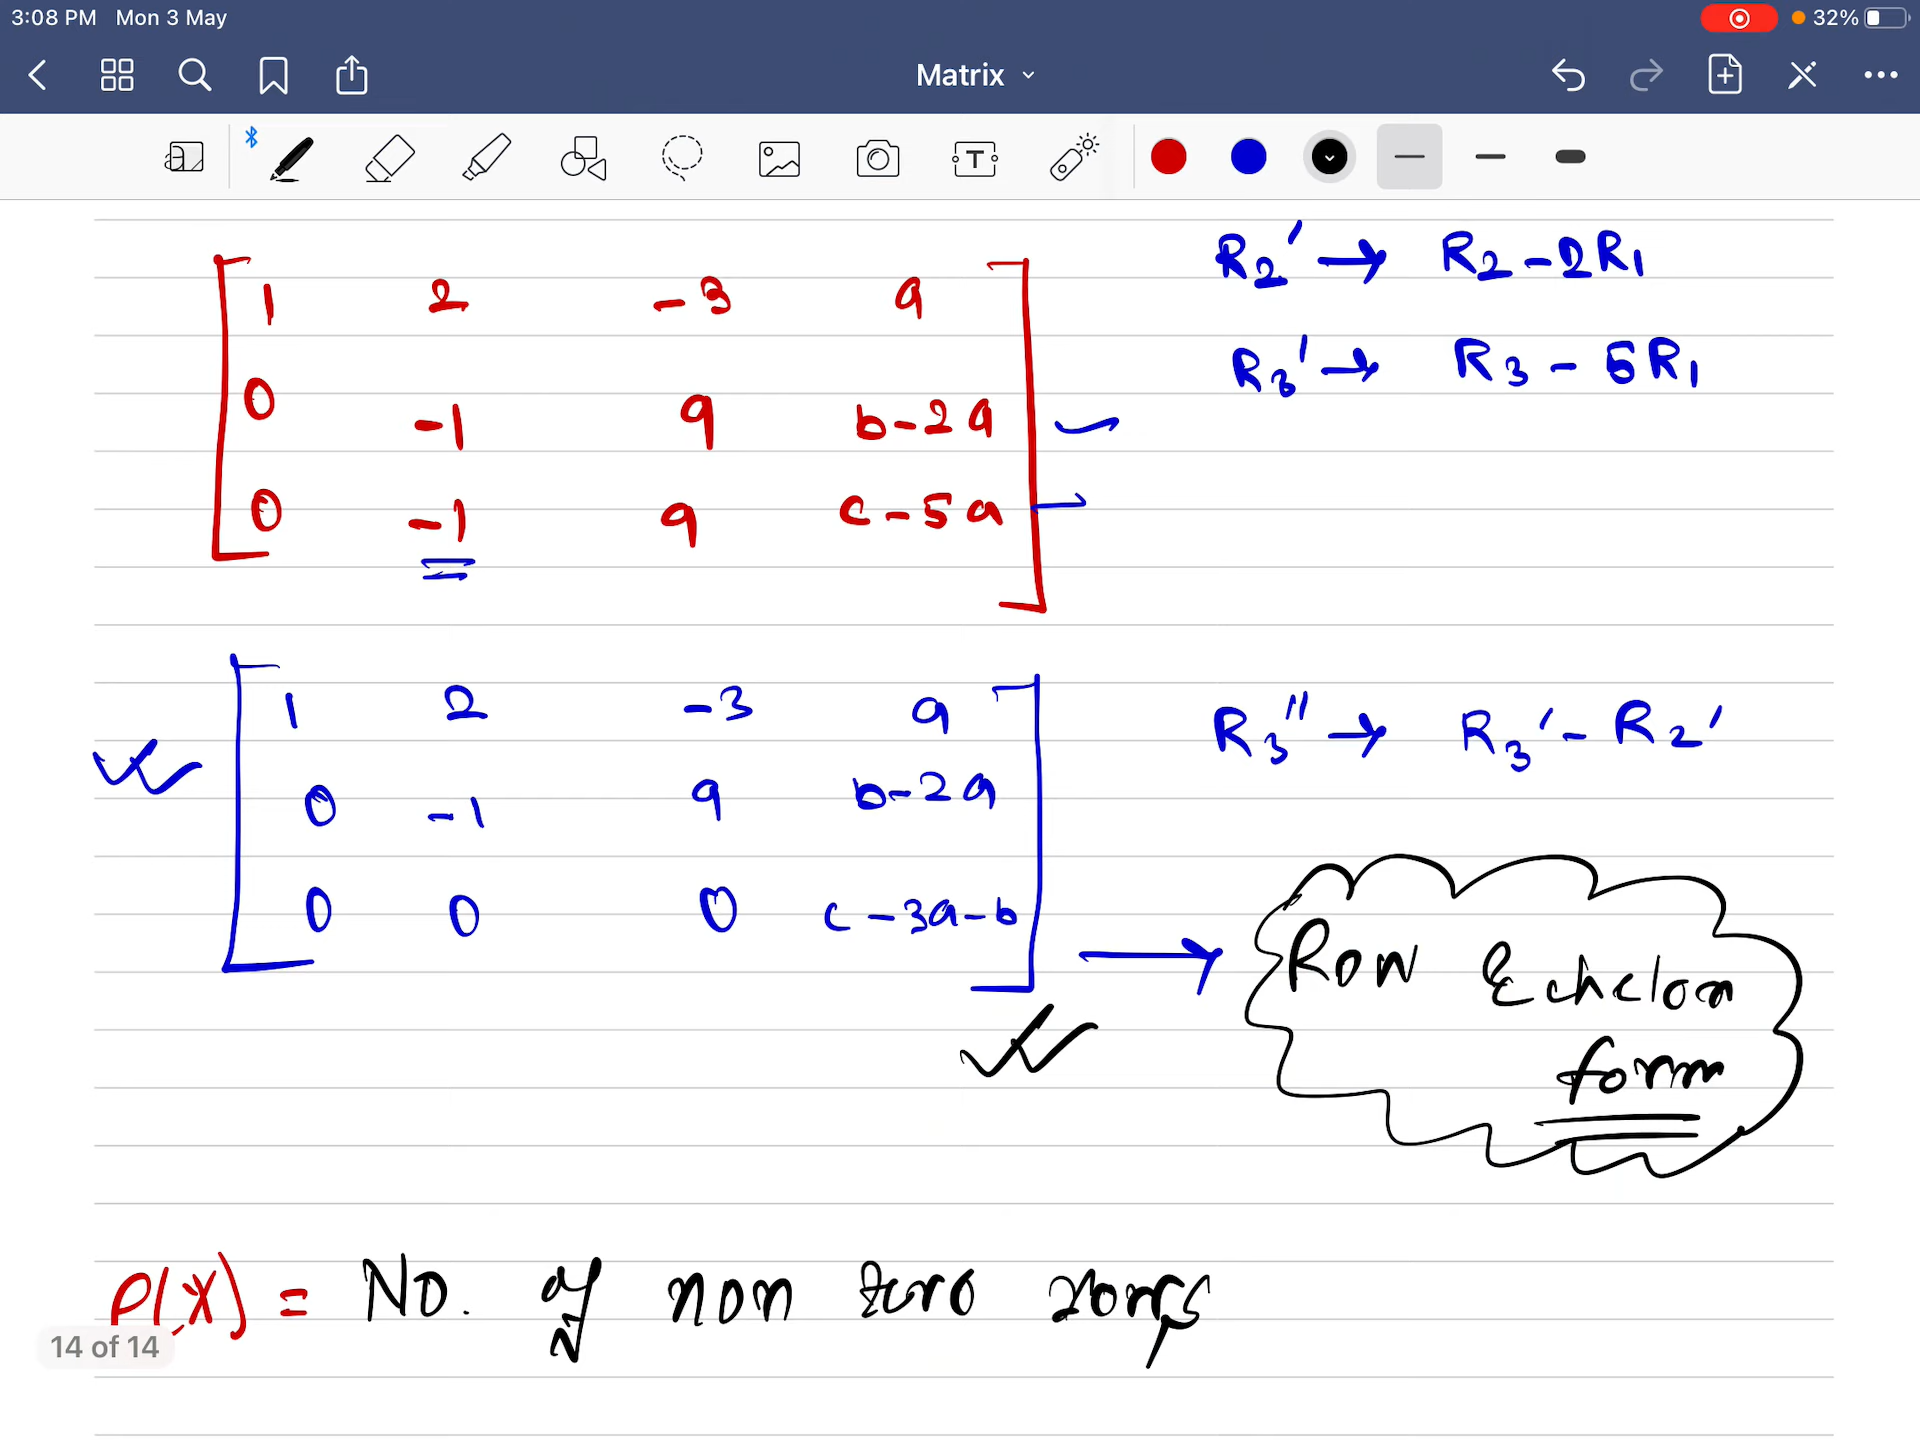 3:08 PM Mon 3 May 32%
Matrix
1 2 -3 a
0 -1 9 b-2a
0 -1 9 c-5a
R2' → R2-2R1
R3' → R3-5R1
1 2 -3 a
0 -1 9 b-2a
0 0 0 c-3a-b
R3'' → R3'-R2'
Row Echelon
form
ρ(X) = No. of non zero rows
14 of 14